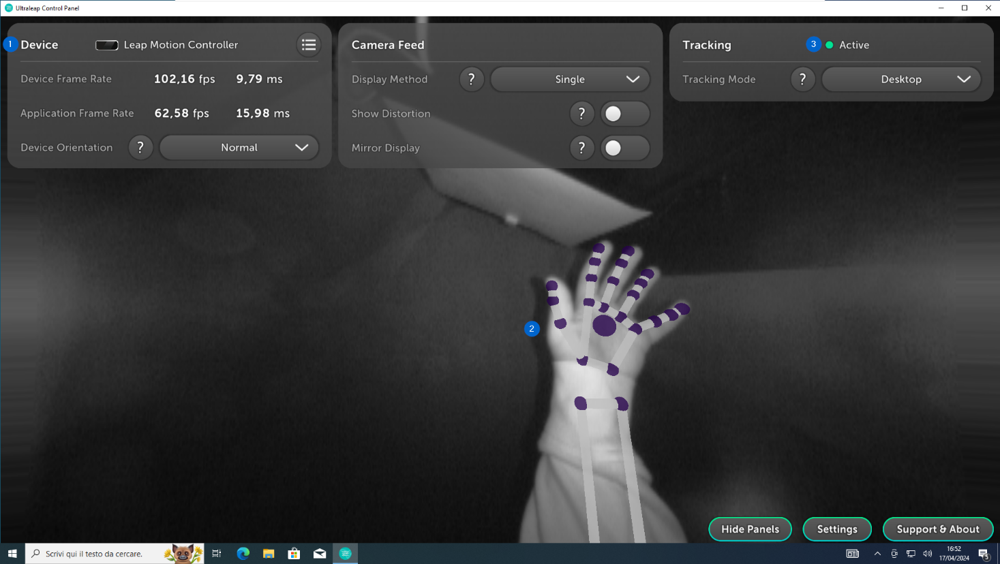 Ultraleap Control Panel
1 Device Leap Motion Controller
Device Frame Rate 102,16 fps 9,79 ms
Application Frame Rate 62,58 fps 15,98 ms
Device Orientation ? Normal
Camera Feed
Display Method ? Single
Show Distortion ?
Mirror Display ?
Tracking 3 Active
Tracking Mode ? Desktop
2
Hide Panels Settings Support & About
Scrivi qui il testo da cercare.
16:52
17/04/2024
5